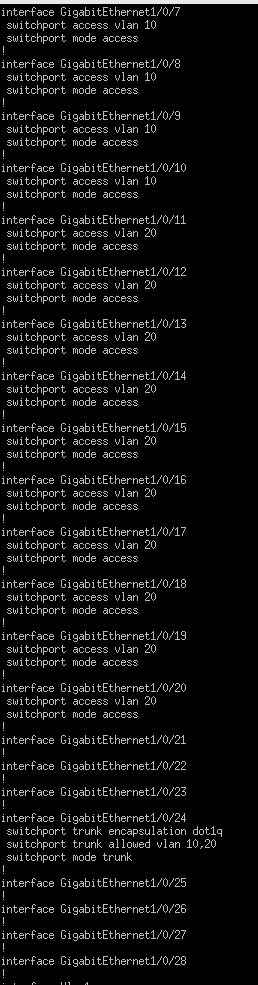 interface GigabitEthernet1/0/7
switchport access vlan 10
switchport mode access
!
interface GigabitEthernet1/0/8
switchport access vlan 10
switchport mode access
!
interface GigabitEthernet1/0/9
switchport access vlan 10
switchport mode access
!
interface GigabitEthernet1/0/10
switchport access vlan 10
switchport mode access
!
interface GigabitEthernet1/0/11
switchport access vlan 20
switchport mode access
!
interface GigabitEthernet1/0/12
switchport access vlan 20
switchport mode access
!
interface GigabitEthernet1/0/13
switchport access vlan 20
switchport mode access
!
interface GigabitEthernet1/0/14
switchport access vlan 20
switchport mode access
!
interface GigabitEthernet1/0/15
switchport access vlan 20
switchport mode access
!
interface GigabitEthernet1/0/16
switchport access vlan 20
switchport mode access
!
interface GigabitEthernet1/0/17
switchport access vlan 20
switchport mode access
!
interface GigabitEthernet1/0/18
switchport access vlan 20
switchport mode access
!
interface GigabitEthernet1/0/19
switchport access vlan 20
switchport mode access
!
interface GigabitEthernet1/0/20
switchport access vlan 20
switchport mode access
!
interface GigabitEthernet1/0/21
!
interface GigabitEthernet1/0/22
!
interface GigabitEthernet1/0/23
!
interface GigabitEthernet1/0/24
switchport trunk encapsulation dot1q
switchport trunk allowed vlan 10,20
switchport mode trunk
!
interface GigabitEthernet1/0/25
!
interface GigabitEthernet1/0/26
!
interface GigabitEthernet1/0/27
!
interface GigabitEthernet1/0/28
!